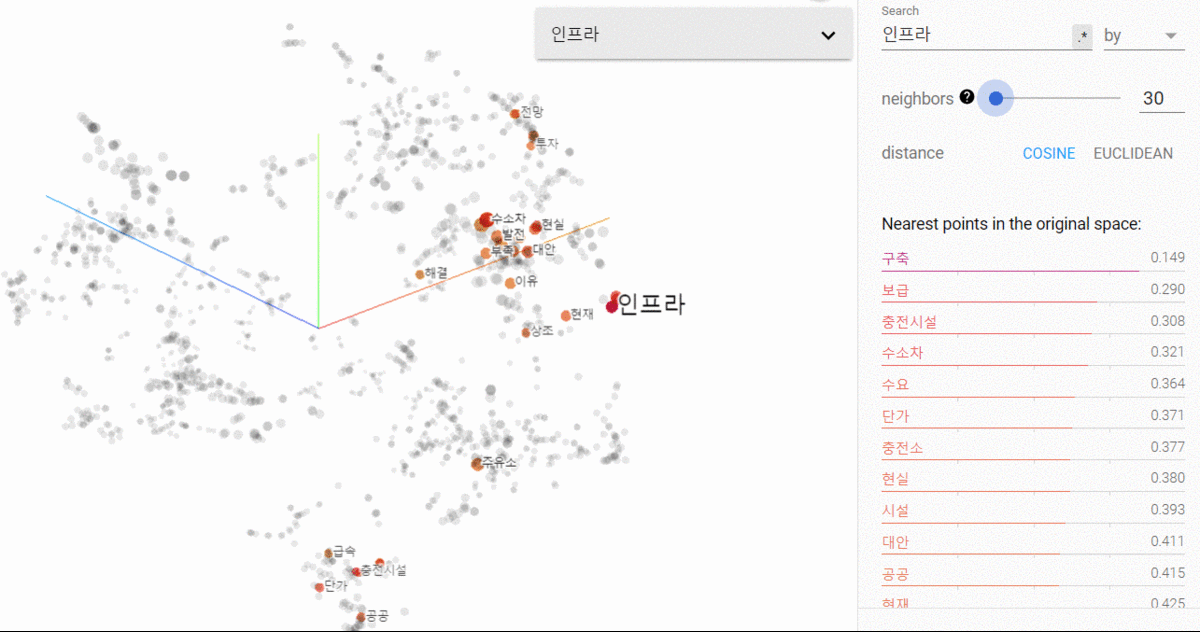 인프라
전망
투자
수소차
현실
발전
부족
대안
해결
이유
인프라
현재
상조
주유소
급속
충전시설
단가
공공
Search
인프라 .* by
neighbors ? 30
distance COSINE EUCLIDEAN
Nearest points in the original space:
구축 0.149
보급 0.290
충전시설 0.308
수소차 0.321
수요 0.364
단가 0.371
충전소 0.377
현실 0.380
시설 0.393
대안 0.411
공공 0.415
현재 0.425